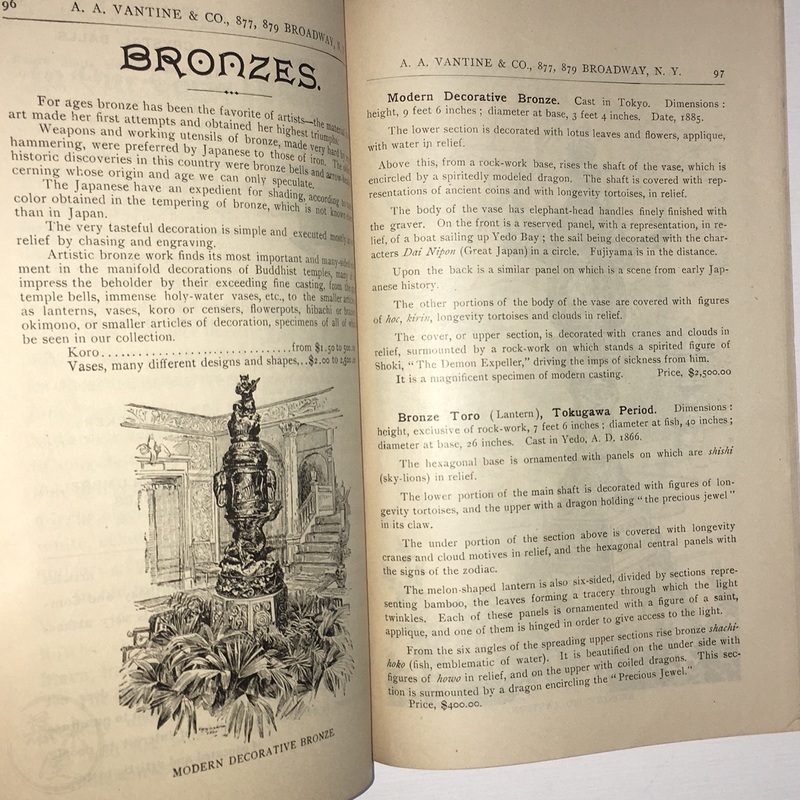 96
A. A. VANTINE & CO., 877, 879 BROADWAY, N.
BRONZES.
For ages bronze has been the favorite of artists—the material
art made her first attempts and obtained her highest triumphs.
Weapons and working utensils of bronze, made very hard by
hammering, were preferred by Japanese to those of iron. The
historic discoveries in this country were bronze bells and arrow-
cerning whose origin and age we can only speculate.
The Japanese have an expedient for shading, according
color obtained in the tempering of bronze, which is not known
than in Japan.
The very tasteful decoration is simple and executed mostly
relief by chasing and engraving.
Artistic bronze work finds its most important and many-sided
ment in the manifold decorations of Buddhist temples, many
impress the beholder by their exceeding fine casting, from the
temple bells, immense holy-water vases, etc., to the smaller
as lanterns, vases, koro or censers, flowerpots, hibachi or
okimono, or smaller articles of decoration, specimens of all of
be seen in our collection.
Koro..............................from $1.50 to
Vases, many different designs and shapes,..$2.00 to
MODERN DECORATIVE BRONZE
A. A. VANTINE & CO., 877, 879 BROADWAY, N. Y. 97
Modern Decorative Bronze. Cast in Tokyo. Dimensions:
height, 9 feet 6 inches; diameter at base, 3 feet 4 inches. Date, 1885.
The lower section is decorated with lotus leaves and flowers, applique,
with water in relief.
Above this, from a rock-work base, rises the shaft of the vase, which is
encircled by a spiritedly modeled dragon. The shaft is covered with rep-
resentations of ancient coins and with longevity tortoises, in relief.
The body of the vase has elephant-head handles finely finished with
the graver. On the front is a reserved panel, with a representation, in re-
lief, of a boat sailing up Yedo Bay; the sail being decorated with the char-
acters Dai Nipon (Great Japan) in a circle. Fujiyama is in the distance.
Upon the back is a similar panel on which is a scene from early Jap-
anese history.
The other portions of the body of the vase are covered with figures
of hoc, kirin, longevity tortoises and clouds in relief.
The cover, or upper section, is decorated with cranes and clouds in
relief, surmounted by a rock-work on which stands a spirited figure of
Shoki, "The Demon Expeller," driving the imps of sickness from him.
It is a magnificent specimen of modern casting. Price, $2,500.00
Bronze Toro (Lantern), Tokugawa Period. Dimensions:
height, exclusive of rock-work, 7 feet 6 inches; diameter at fish, 40 inches;
diameter at base, 26 inches. Cast in Yedo, A. D. 1866.
The hexagonal base is ornamented with panels on which are shishi
(sky-lions) in relief.
The lower portion of the main shaft is decorated with figures of lon-
gevity tortoises, and the upper with a dragon holding "the precious jewel"
in its claw.
The under portion of the section above is covered with longevity
cranes and cloud motives in relief, and the hexagonal central panels with
the signs of the zodiac.
The melon-shaped lantern is also six-sided, divided by sections repre-
senting bamboo, the leaves forming a tracery through which the light
twinkles. Each of these panels is ornamented with a figure of a saint,
applique, and one of them is hinged in order to give access to the light.
From the six angles of the spreading upper sections rise bronze shachi-
hoko (fish, emblematic of water). It is beautified on the under side with
figures of howo in relief, and on the upper with coiled dragons. This sec-
tion is surmounted by a dragon encircling the "Precious Jewel."
Price, $400.00.